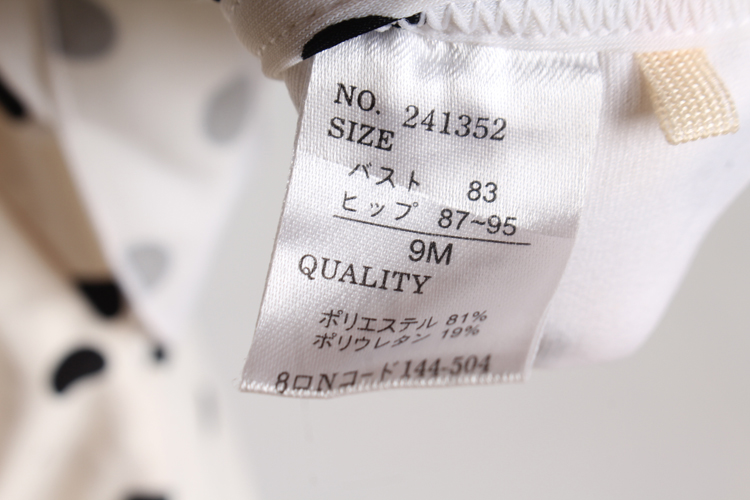 NO. 241352
SIZE
バスト 83
ヒップ 87~95
9M
QUALITY
ポリエステル 81%
ポリウレタン 19%
8ロNコード144-504